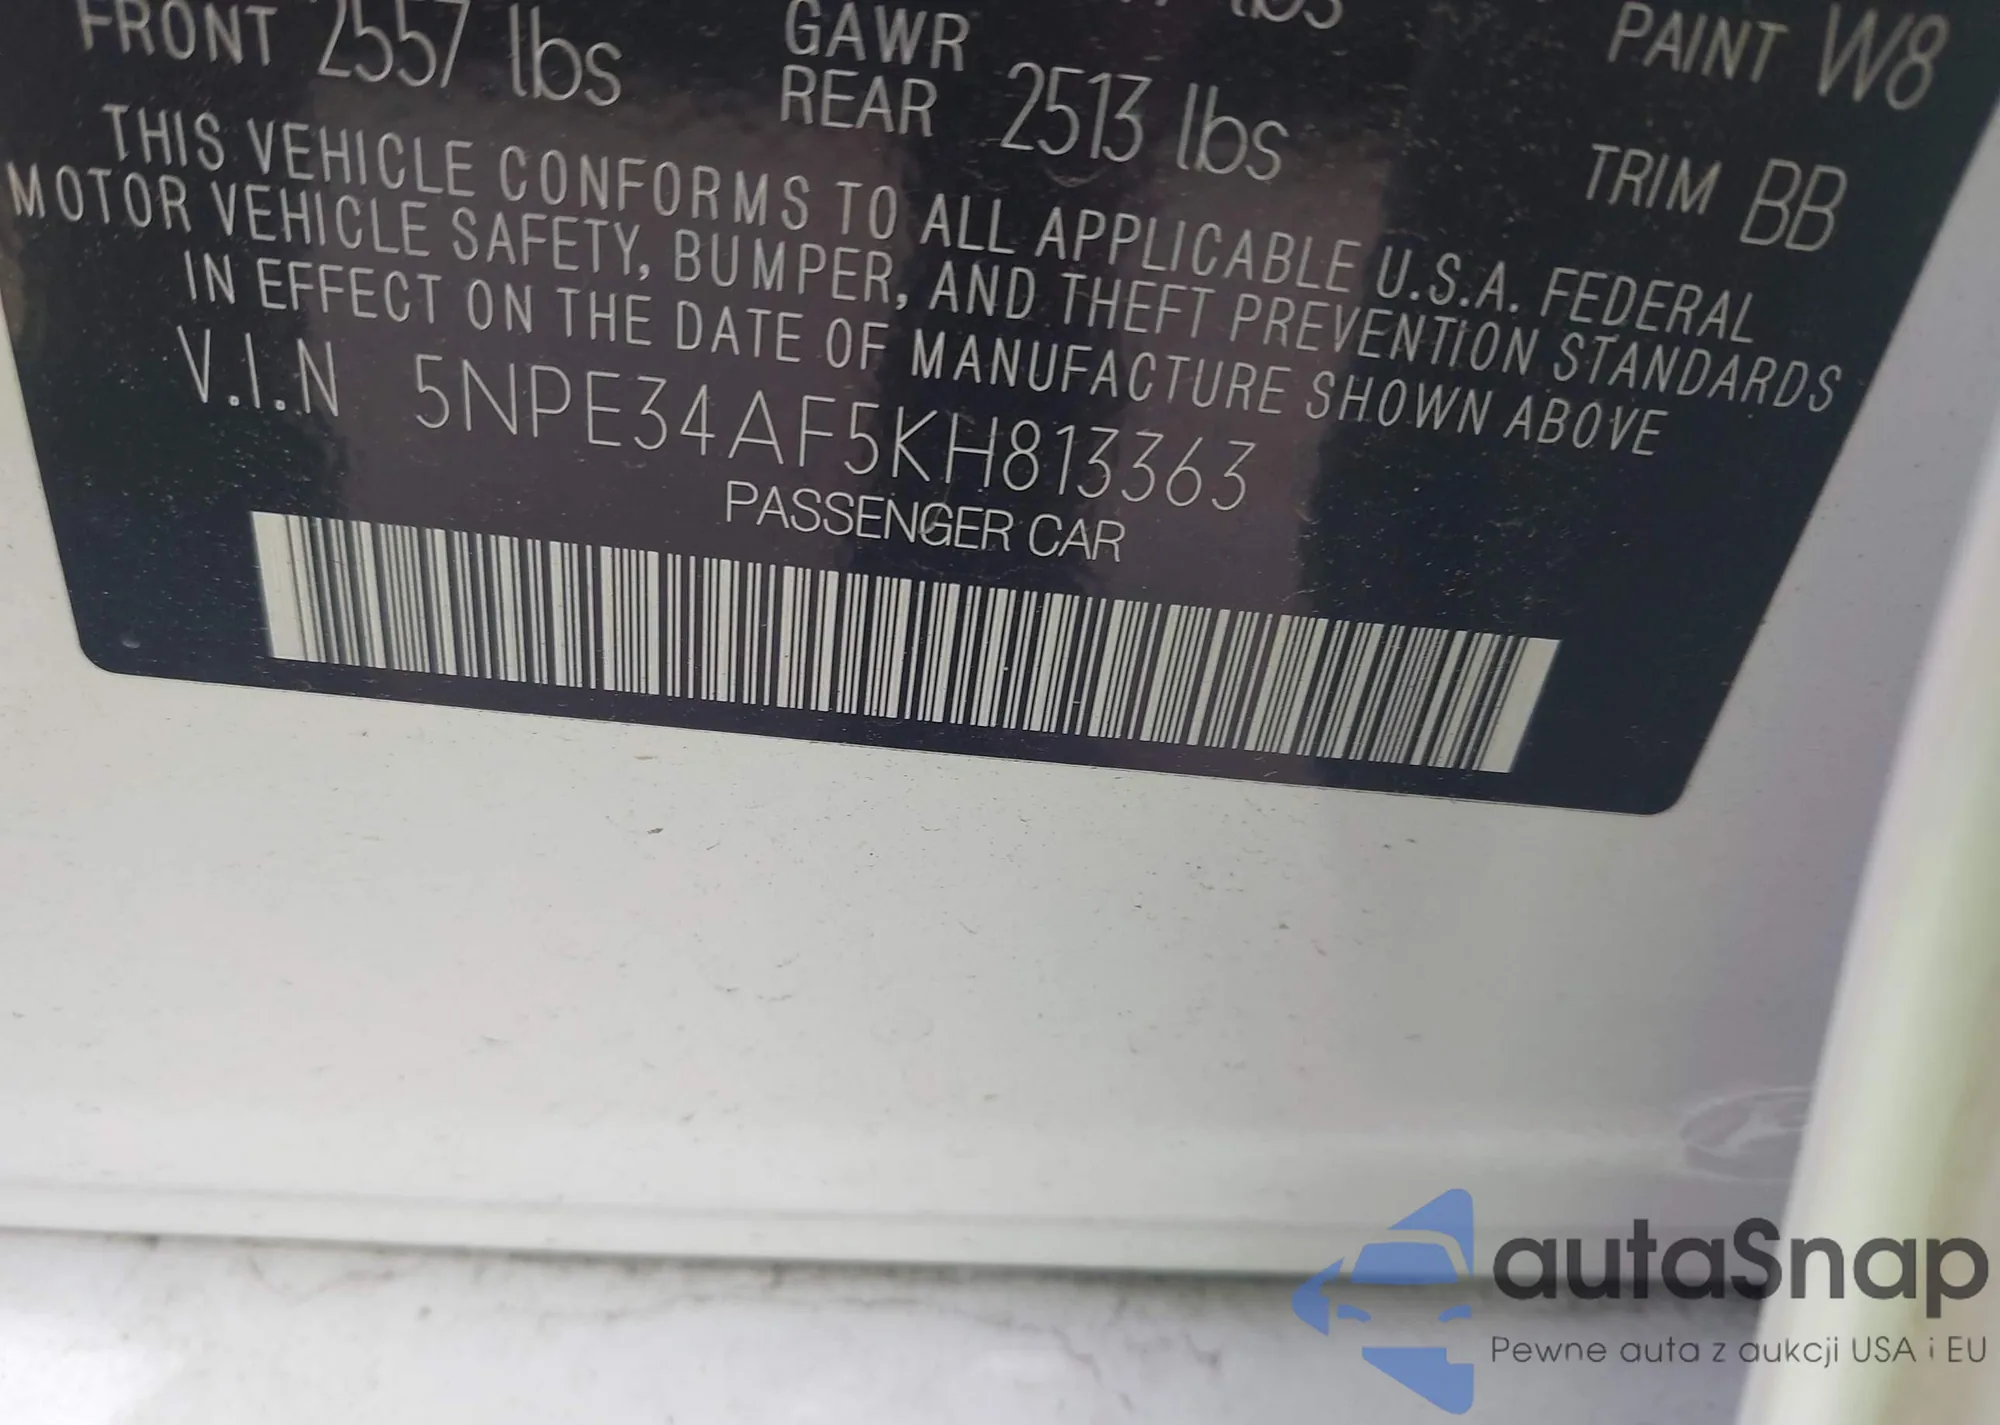 FRONT 2557 lbs
GAWR
REAR 2513 lbs
PAINT W8
TRIM BB
THIS VEHICLE CONFORMS TO ALL APPLICABLE U.S.A. FEDERAL
MOTOR VEHICLE SAFETY, BUMPER, AND THEFT PREVENTION STANDARDS
IN EFFECT ON THE DATE OF MANUFACTURE SHOWN ABOVE
V.I.N 5NPE34AF5KH813363
PASSENGER CAR
autaSnap
Pewne auta z aukcji USA i EU